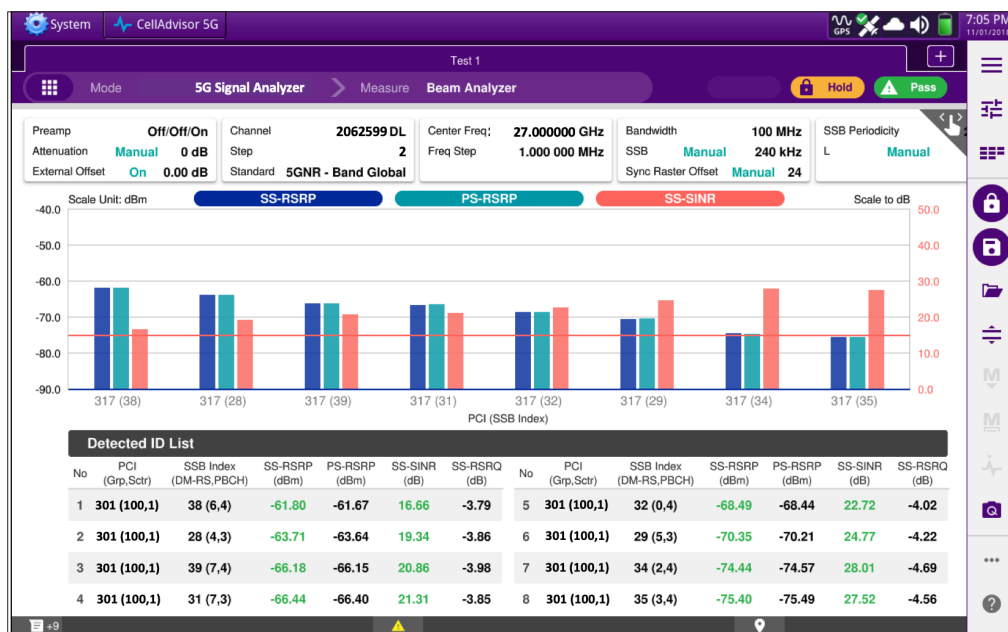 System CellAdvisor 5G GPS 7:05 PM
11/01/201
Test 1 +
Mode 5G Signal Analyzer Measure Beam Analyzer Hold Pass
Preamp Off/Off/On Channel 2062599 DL Center Freq: 27.000000 GHz Bandwidth 100 MHz SSB Periodicity
Attenuation Manual 0 dB Step 2 Freq Step 1.000 000 MHz SSB Manual 240 kHz L Manual
External Offset On 0.00 dB Standard 5GNR - Band Global Sync Raster Offset Manual 24
Scale Unit: dBm SS-RSRP PS-RSRP SS-SINR Scale to dB
-40.0 50.0
-50.0 40.0
-60.0 30.0
-70.0 20.0
-80.0 10.0
-90.0 0.0
317 (38) 317 (28) 317 (39) 317 (31) 317 (32) 317 (29) 317 (34) 317 (35)
PCI (SSB Index)
Detected ID List
No PCI (Grp,Sctr) SSB Index (DM-RS,PBCH) SS-RSRP (dBm) PS-RSRP (dBm) SS-SINR (dB) SS-RSRQ (dB) No PCI (Grp,Sctr) SSB Index (DM-RS,PBCH) SS-RSRP (dBm) PS-RSRP (dBm) SS-SINR (dB) SS-RSRQ (dB)
1 301 (100,1) 38 (6,4) -61.80 -61.67 16.66 -3.79 5 301 (100,1) 32 (0,4) -68.49 -68.44 22.72 -4.02
2 301 (100,1) 28 (4,3) -63.71 -63.64 19.34 -3.86 6 301 (100,1) 29 (5,3) -70.35 -70.21 24.77 -4.22
3 301 (100,1) 39 (7,4) -66.18 -66.15 20.86 -3.98 7 301 (100,1) 34 (2,4) -74.44 -74.57 28.01 -4.69
4 301 (100,1) 31 (7,3) -66.44 -66.40 21.31 -3.85 8 301 (100,1) 35 (3,4) -75.40 -75.49 27.52 -4.56
+9
M
M